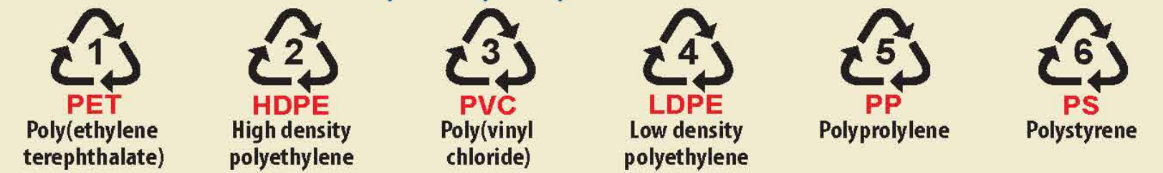 1 2 3 4 5 6
PET HDPE PVC LDPE PP PS
Poly(ethylene High density Poly(vinyl Low density Polyprolylene Polystyrene
terephthalate) polyethylene chloride) polyethylene